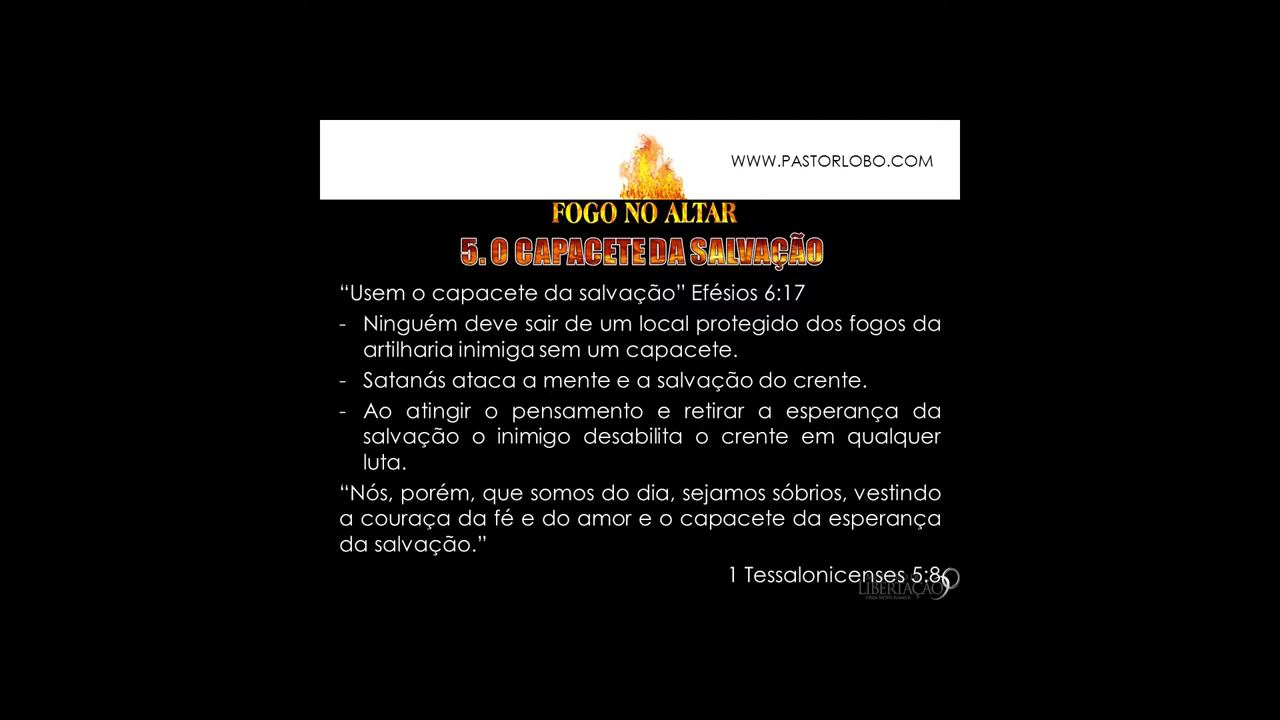 WWW.PASTORLOBO.COM
FOGO NO ALTAR
5. O CAPACETE DA SALVAÇÃO
“Usem o capacete da salvação” Efésios 6:17
- Ninguém deve sair de um local protegido dos fogos da
artilharia inimiga sem um capacete.
- Satanás ataca a mente e a salvação do crente.
- Ao atingir o pensamento e retirar a esperança da
salvação o inimigo desabilita o crente em qualquer
luta.
“Nós, porém, que somos do dia, sejamos sóbrios, vestindo
a couraça da fé e do amor e o capacete da esperança
da salvação.”
1 Tessalonicenses 5:8
LIBERTAÇÃO